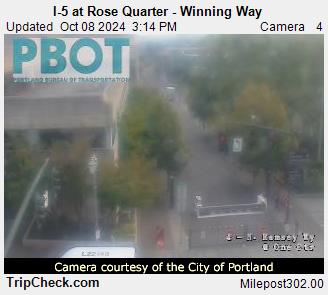 I-5 at Rose Quarter - Winning Way
Updated Oct 08 2024 3:14 PM Camera 4
PBOT
PORTLAND BUREAU OF TRANSPORTATION
Camera courtesy of the City of Portland
TripCheck.com Milepost302.00